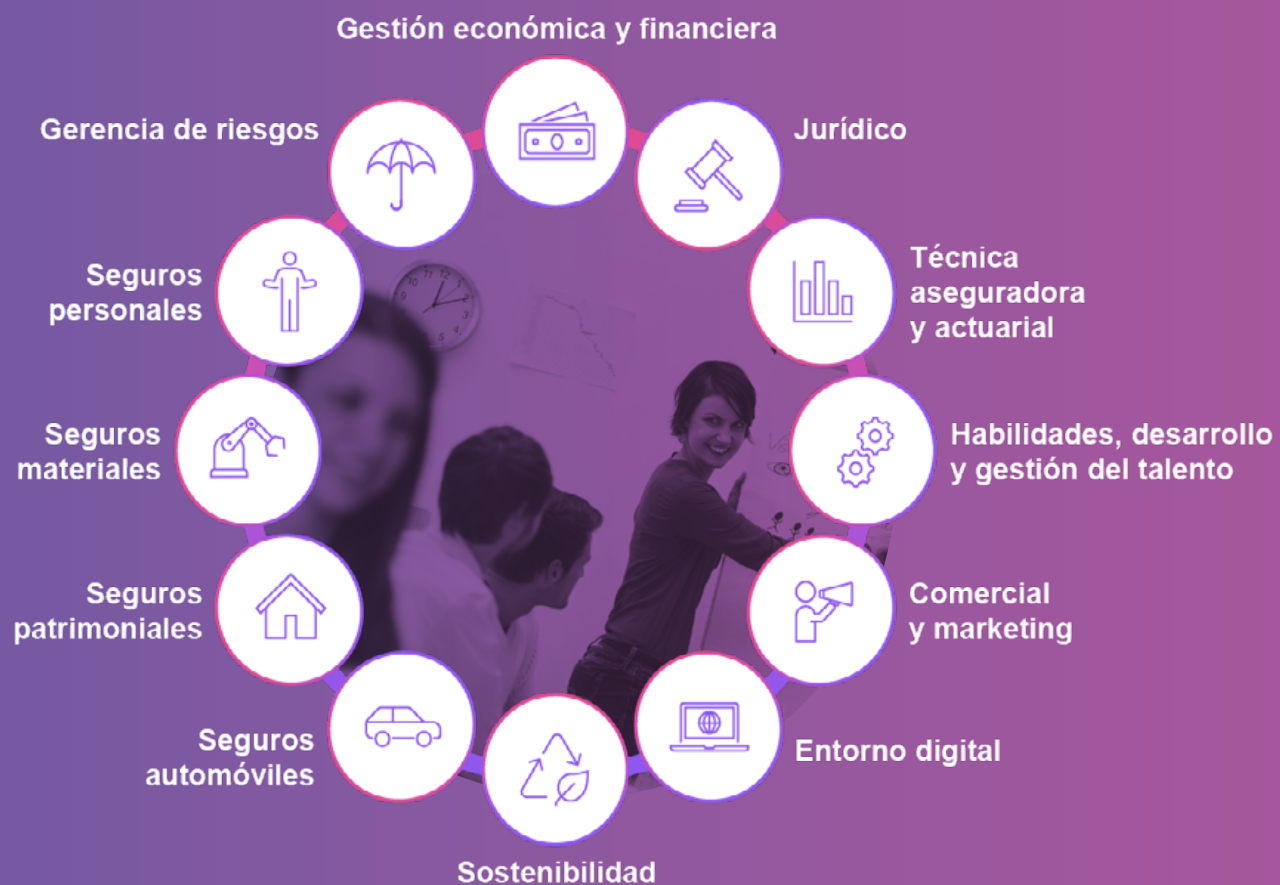 Gestión económica y financiera
Jurídico
Técnica
aseguradora
y actuarial
Habilidades, desarrollo
y gestión del talento
Comercial
y marketing
Entorno digital
Sostenibilidad
Seguros
automóviles
Seguros
patrimoniales
Seguros
materiales
Seguros
personales
Gerencia de riesgos